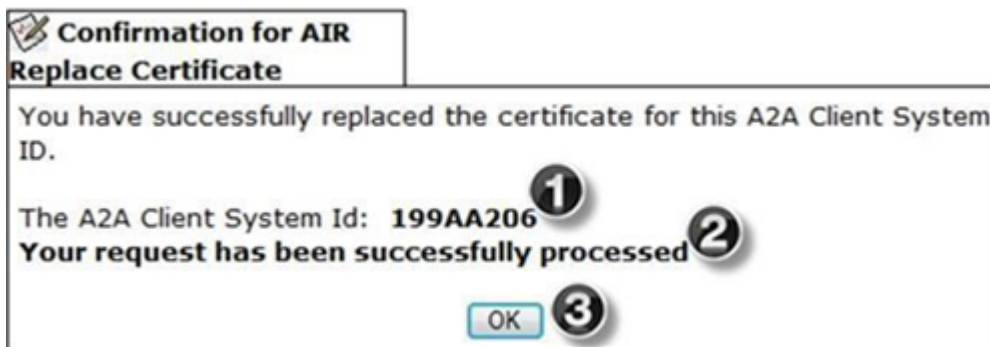 Confirmation for AIR
Replace Certificate
You have successfully replaced the certificate for this A2A Client System
ID.
The A2A Client System Id: 199AA206 1
Your request has been successfully processed 2
OK 3